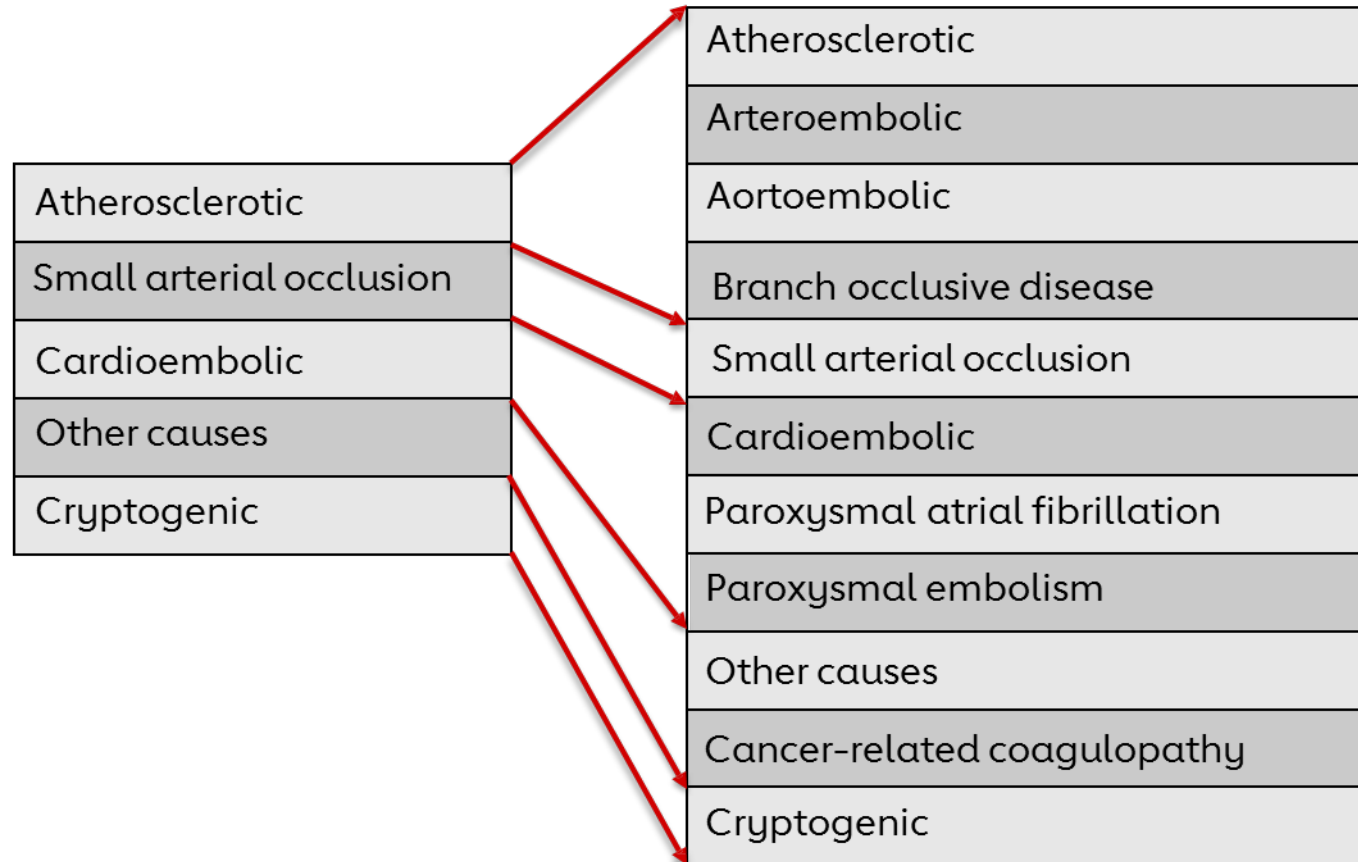 Atherosclerotic
Small arterial occlusion
Cardioembolic
Other causes
Cryptogenic
Atherosclerotic
Arteroembolic
Aortoembolic
Branch occlusive disease
Small arterial occlusion
Cardioembolic
Paroxysmal atrial fibrillation
Paroxysmal embolism
Other causes
Cancer-related coagulopathy
Cryptogenic